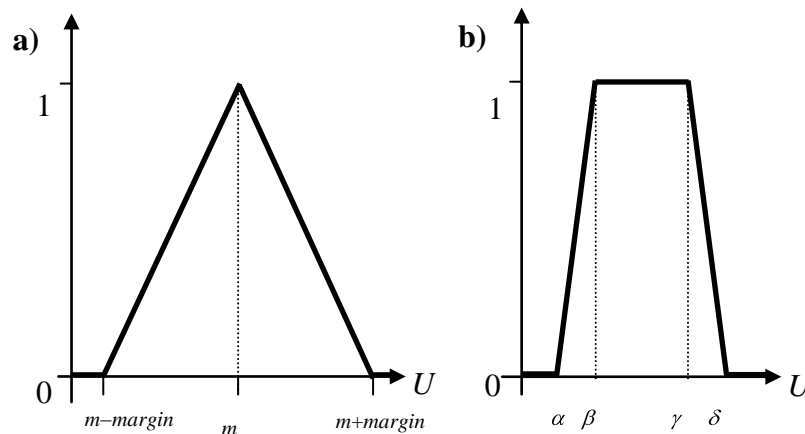 a)
1
0
m−margin
m
m+margin
U
b)
1
0
α β γ δ
U